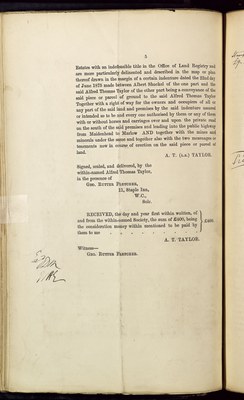 3
Estates with an indefeasible title in the Office of Land Registry and
are more particularly delineated and described in the map or plan
thereof drawn in the margin of a certain indenture dated the 23rd day
of June 1873 made between Albert Shaded of the one part and the
said Alfred Thomas Taylor of the other part being a conveyance of the
said piece or parcel of ground to the said Alfred Thomas Taylor
Together with a right of way for the owners and occupiers of all or
any part of the said land and premises by the said indenture assured
or intended so to be and every one authorised by them or any of them
with or without horses and carriages over and upon the private road
on the south of the said premises and leading into the public highway
from Maidenhead to Marlow AND together with the mines and
minerals under the same and together also with the two messuages or
tenements now in course of erection on the said piece or parcel of
land.
A. T. (L.S.) TAYLOR.
Signed, sealed, and delivered, by the
within-named Alfred Thomas Taylor,
in the presence of
Geo. Rutter Fletcher,
12, Staple Inn,
W.C.,
Solr.
RECEIVED, the day and year first within written, of
and from the within-named Society, the sum of £400, being
the consideration money within mentioned to be paid by
them to me
£400.
A. T. TAYLOR.
Witness—
Geo. Rutter Fletcher.